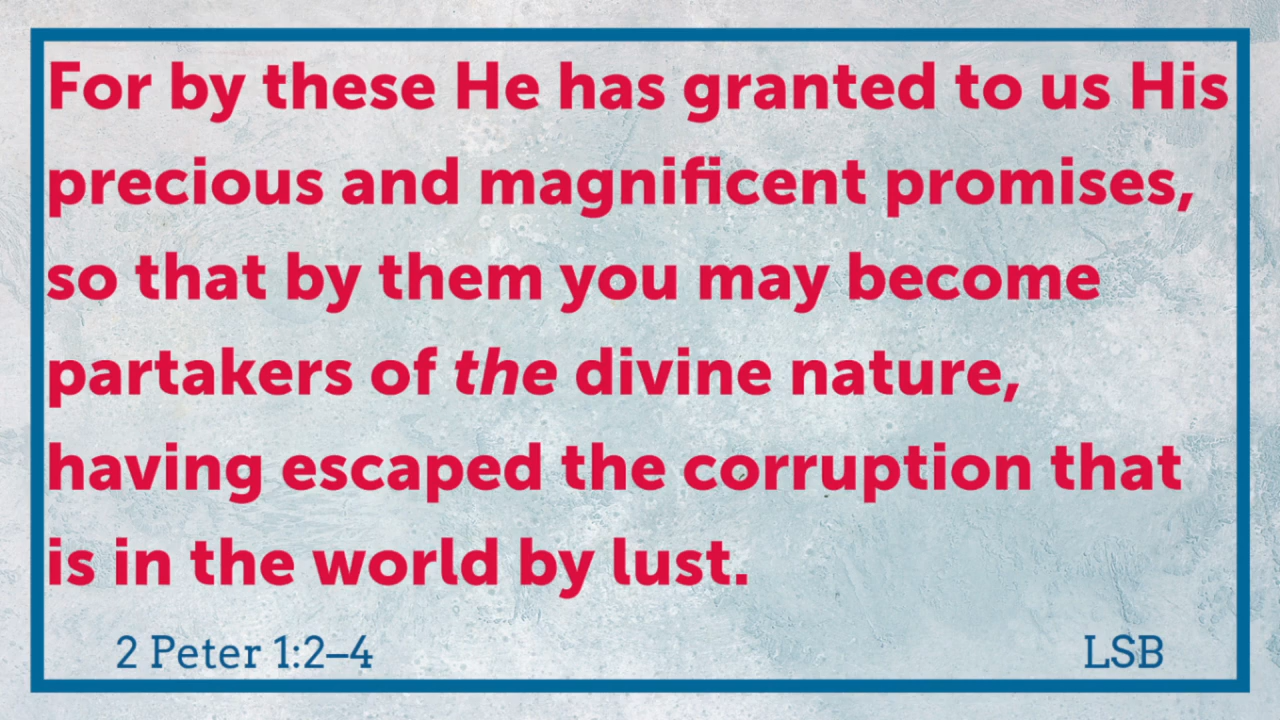 For by these He has granted to us His
precious and magnificent promises,
so that by them you may become
partakers of the divine nature,
having escaped the corruption that
is in the world by lust.
2 Peter 1:2–4 LSB